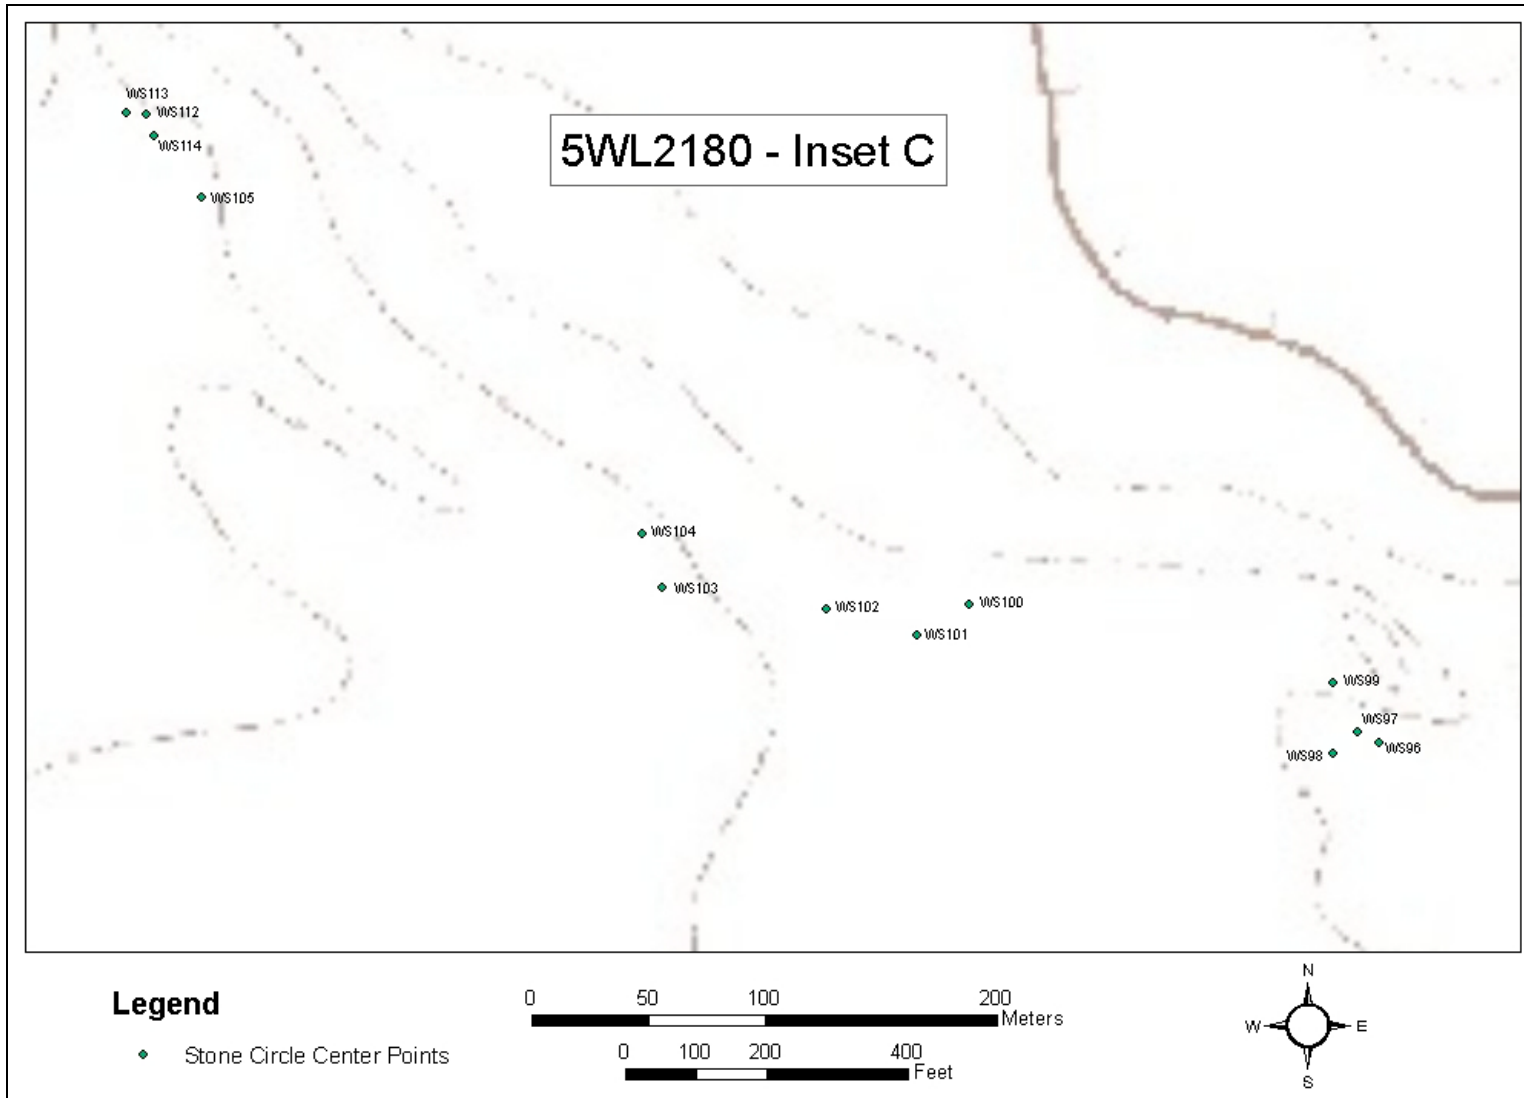 WS113
WS112
WS114
5WL2180 - Inset C
WS105
WS104
WS103
WS102
WS100
WS101
WS99
WS97
WS96
WS98
Legend
Stone Circle Center Points
0 50 100 200
Meters
0 100 200 400
Feet
N
W E
S